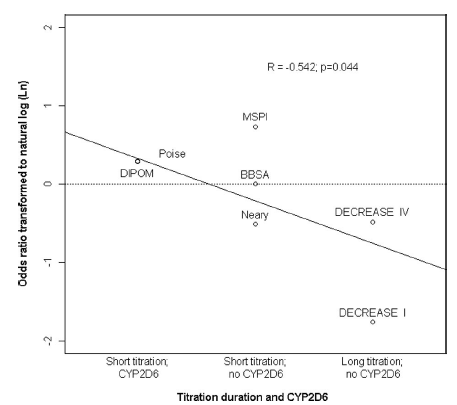 Odds ratio transformed to natural log (Ln)
2
1
0
-1
-2
R = -0.542; p=0.044
MSPI
Poise
DIPOM
BBSA
Neary
DECREASE IV
DECREASE I
Short titration;
CYP2D6
Short titration;
no CYP2D6
Long titration;
no CYP2D6
Titration duration and CYP2D6